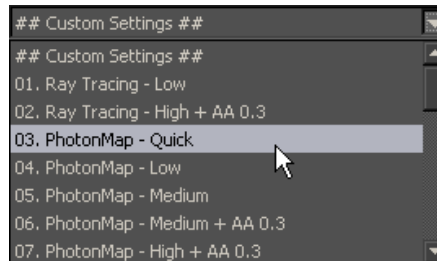 ## Custom Settings ##
## Custom Settings ##
01. Ray Tracing - Low
02. Ray Tracing - High + AA 0.3
03. PhotonMap - Quick
04. PhotonMap - Low
05. PhotonMap - Medium
06. PhotonMap - Medium + AA 0.3
07. PhotonMap - High + AA 0.3